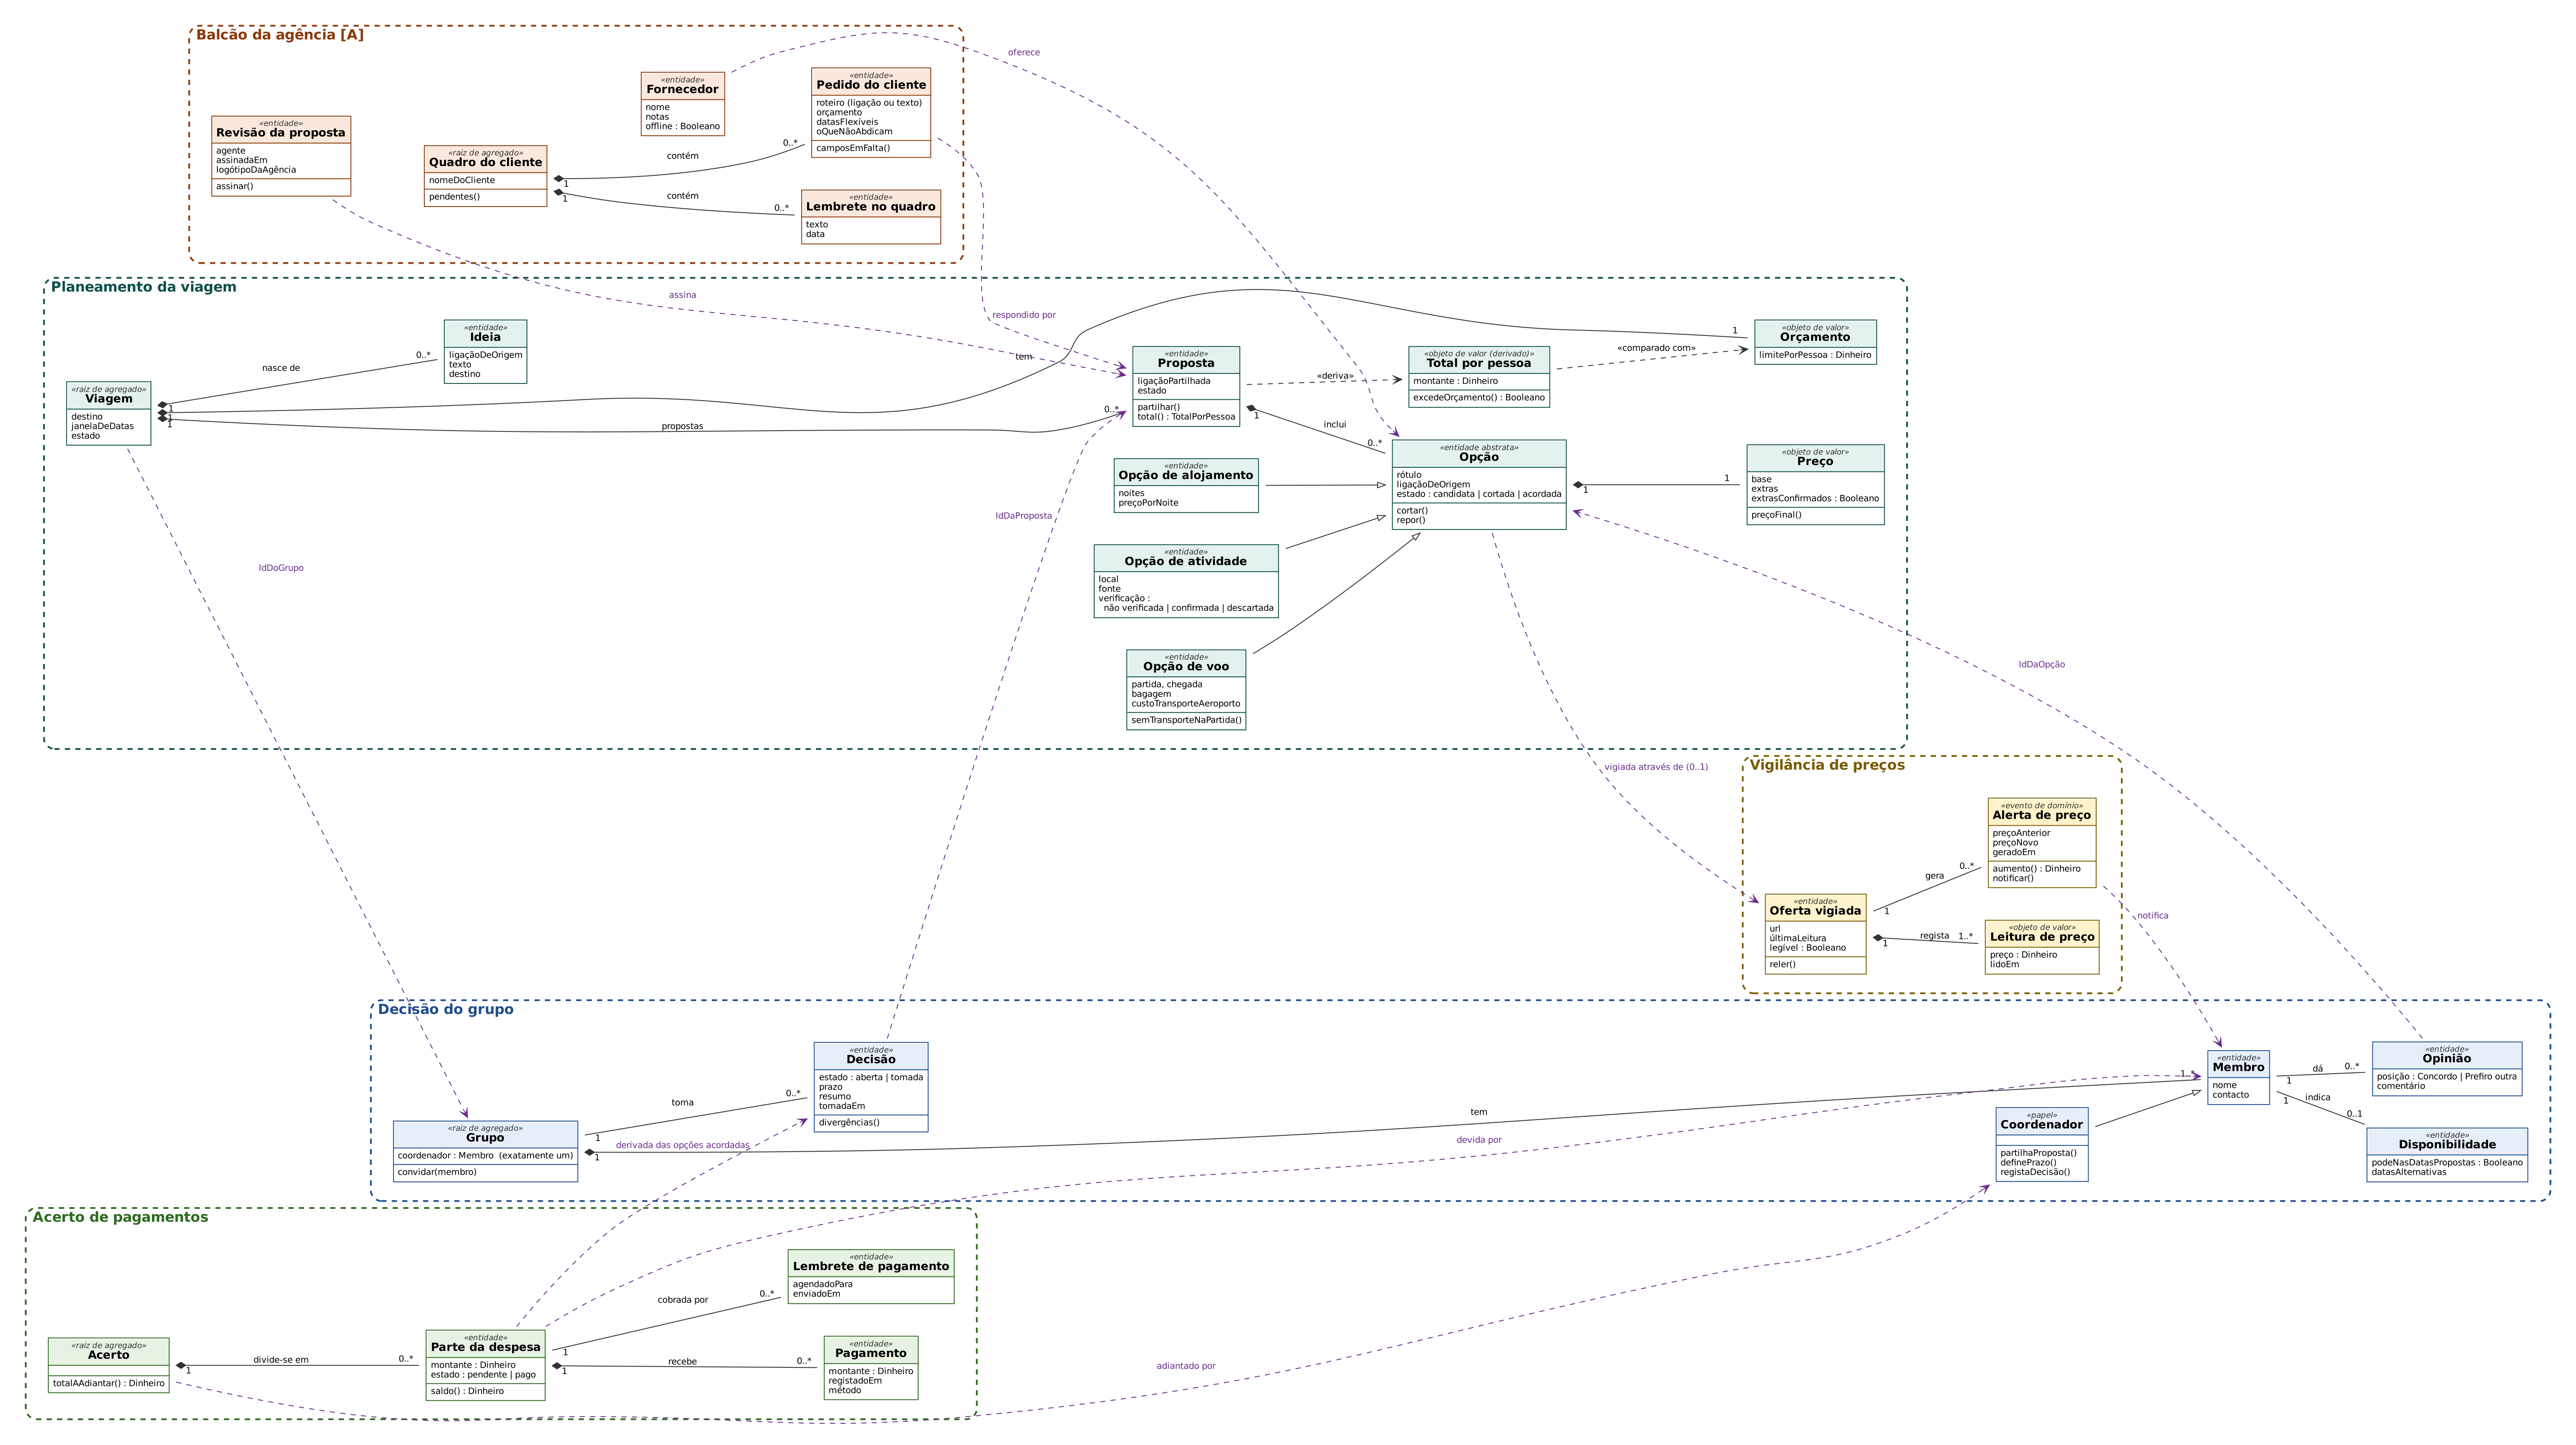 Balcão da agência [A]
oferece
«entidade»
Fornecedor
nome
notas
offline : Booleano
«entidade»
Pedido do cliente
roteiro (ligação ou texto)
orçamento
datasFlexíveis
oQueNãoAbdicam
camposEmFalta()
«entidade»
Revisão da proposta
agente
assinadaEm
logótipoDaAgência
assinar()
«raiz de agregado»
Quadro do cliente
nomeDoCliente
pendentes()
contém
0..*
1
contém
0..*
1
«entidade»
Lembrete no quadro
texto
data
Planeamento da viagem
assina
respondido por
«entidade»
Ideia
ligaçãoDeOrigem
texto
destino
nasce de
0..*
1
«raiz de agregado»
Viagem
destino
janelaDeDatas
estado
tem
1
1
propostas
0..*
1
«entidade»
Proposta
ligaçãoPartilhada
estado
partilhar()
total() : TotalPorPessoa
«deriva»
«objeto de valor (derivado)»
Total por pessoa
montante : Dinheiro
excedeOrçamento() : Booleano
«comparado com»
«objeto de valor»
Orçamento
limitePorPessoa : Dinheiro
inclui
1
0..*
«entidade abstrata»
Opção
rótulo
ligaçãoDeOrigem
estado : candidata | cortada | acordada
cortar()
repor()
1
1
«objeto de valor»
Preço
base
extras
extrasConfirmados : Booleano
preçoFinal()
«entidade»
Opção de alojamento
noites
preçoPorNoite
«entidade»
Opção de atividade
local
fonte
verificação :
não verificada | confirmada | descartada
«entidade»
Opção de voo
partida, chegada
bagagem
custoTransporteAeroporto
semTransporteNaPartida()
IdDaProposta
IdDoGrupo
IdDaOpção
vigiada através de (0..1)
Vigilância de preços
«evento de domínio»
Alerta de preço
preçoAnterior
preçoNovo
geradoEm
aumento() : Dinheiro
notificar()
gera
0..*
1
«entidade»
Oferta vigiada
url
últimaLeitura
legível : Booleano
reler()
regista
1..*
1
«objeto de valor»
Leitura de preço
preço : Dinheiro
lidoEm
notifica
Decisão do grupo
«entidade»
Decisão
estado : aberta | tomada
prazo
resumo
tomadaEm
divergências()
toma
0..*
1
«raiz de agregado»
Grupo
coordenador : Membro  (exatamente um)
convidar(membro)
derivada das opções acordadas
1
tem
1..*
devida por
«entidade»
Membro
nome
contacto
dá
1
0..*
«entidade»
Opinião
posição : Concordo | Prefiro outra
comentário
indica
1
0..1
«entidade»
Disponibilidade
podeNasDatasPropostas : Booleano
datasAlternativas
«papel»
Coordenador
partilhaProposta()
definePrazo()
registaDecisão()
Acerto de pagamentos
«entidade»
Lembrete de pagamento
agendadoPara
enviadoEm
cobrada por
0..*
1
«raiz de agregado»
Acerto
totalAAdiantar() : Dinheiro
divide-se em
1
0..*
«entidade»
Parte da despesa
montante : Dinheiro
estado : pendente | pago
saldo() : Dinheiro
recebe
1
0..*
«entidade»
Pagamento
montante : Dinheiro
registadoEm
método
adiantado por